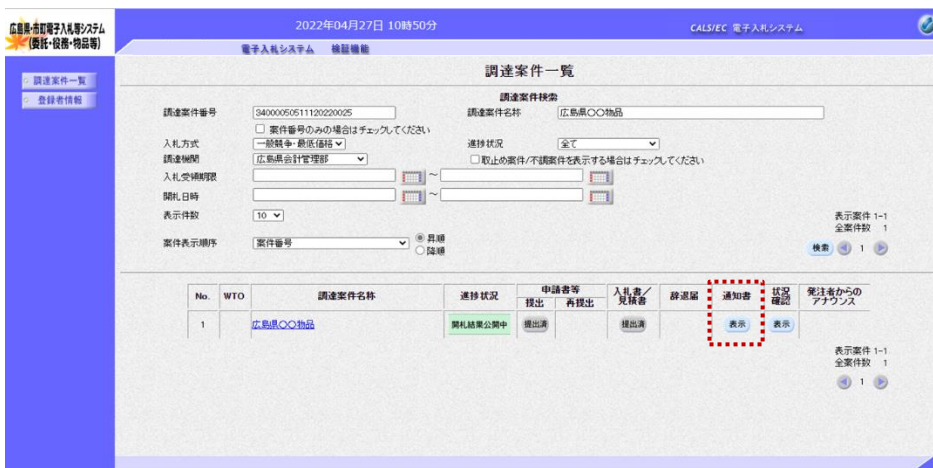 広島県・市町電子入札等システム
(委託・役務・物品等)
2022年04月27日 10時50分
CALS/EC 電子入札システム
電子入札システム 検証機能
調達案件一覧
登録者情報
調達案件一覧
調達案件検索
調達案件番号 34000050511120220025 調達案件名称 広島県〇〇物品
案件番号のみの場合はチェックしてください
入札方式 一般競争・最低価格 進捗状況 全て
調達機関 広島県会計管理部 取止め案件/不調案件を表示する場合はチェックしてください
入札受領期限 ~
開札日時 ~
表示件数 10
表示案件 1-1
全案件数 1
案件表示順序 案件番号 昇順
降順
検索 1
No. WTO 調達案件名称 進捗状況 申請書等 入札書/見積書 辞退届 通知書 状況確認 発注者からのアナウンス
提出 再提出
1 広島県〇〇物品 開札結果公開中 提出済 提出済 表示 表示
表示案件 1-1
全案件数 1
1